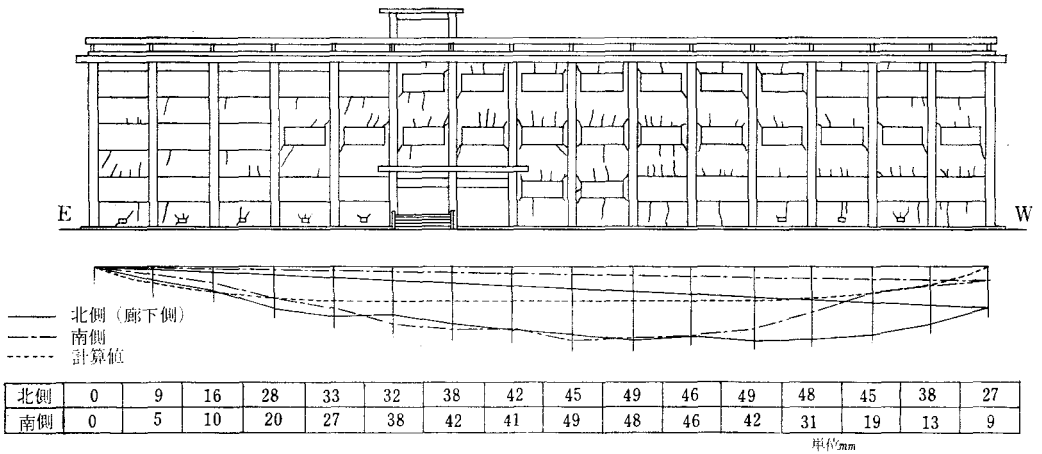 E
W
北側（廊下側）
南側
計算値
北側 0 9 16 28 33 32 38 42 45 49 46 49 48 45 38 27
南側 0 5 10 20 27 38 42 41 49 48 46 42 31 19 13 9
単位mm